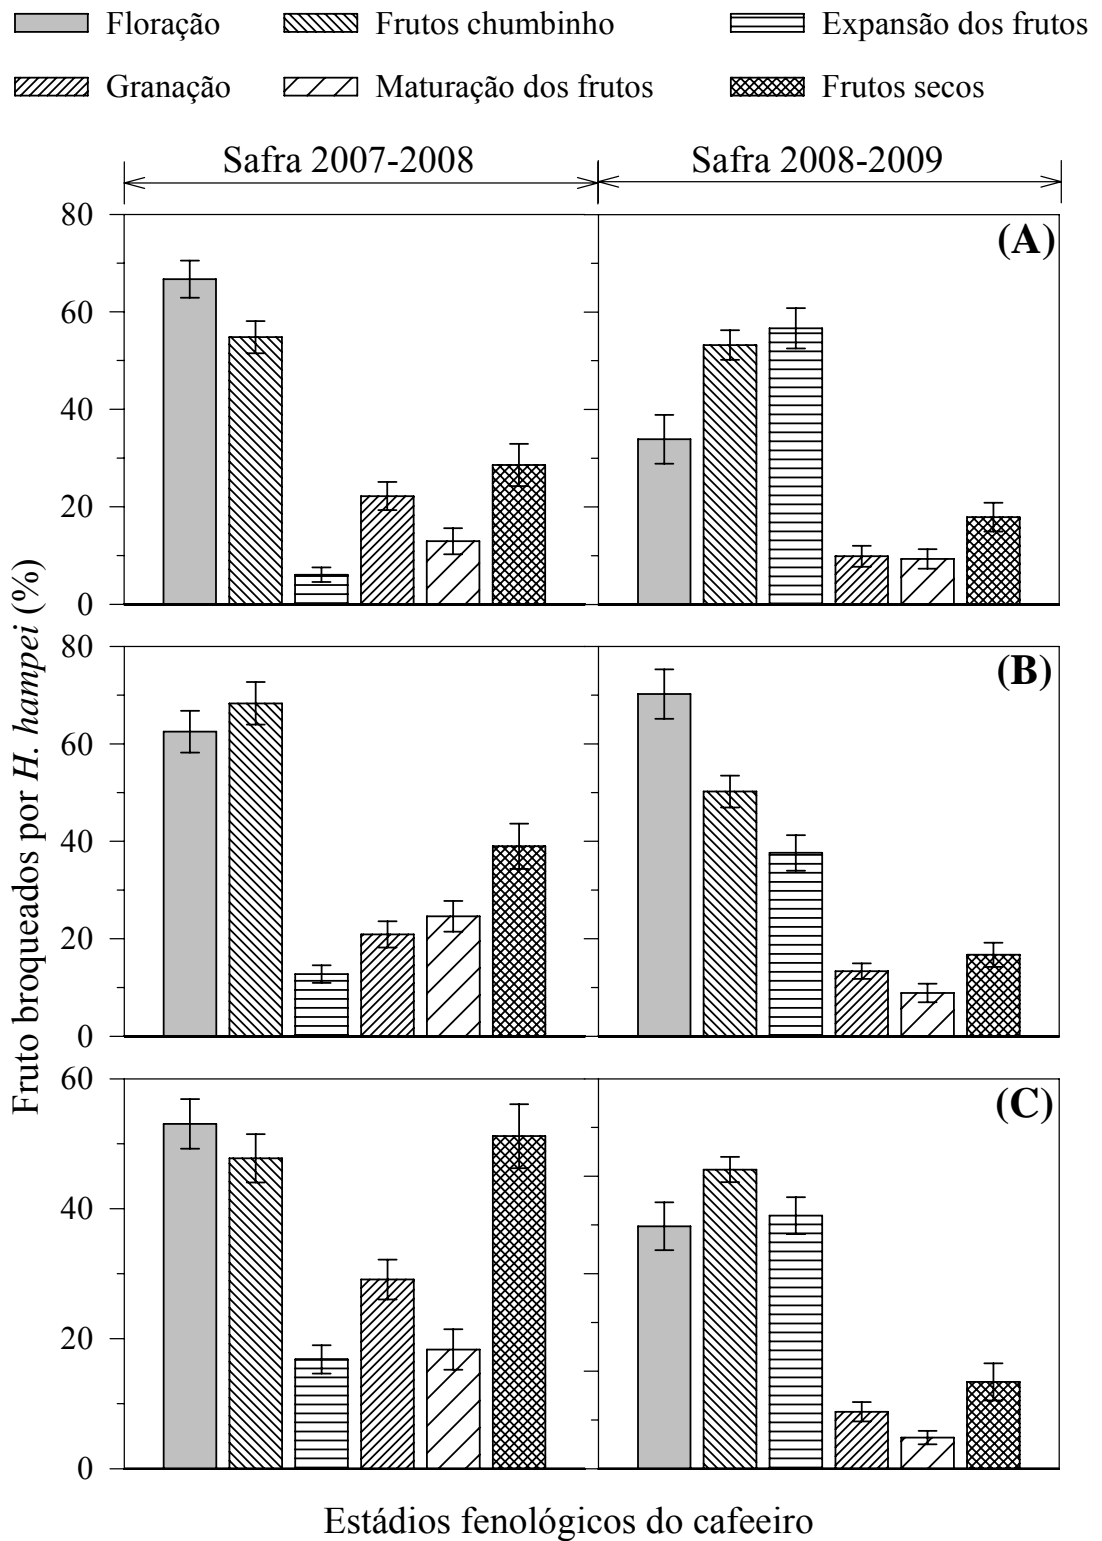 Floração Frutos chumbinho Expansão dos frutos
Granação Maturação dos frutos Frutos secos
Safra 2007-2008 Safra 2008-2009
Fruto broqueados por H. hampei (%)
80
60
40
20
0
(A)
80
60
40
20
0
(B)
60
40
20
0
(C)
Estádios fenológicos do cafeeiro